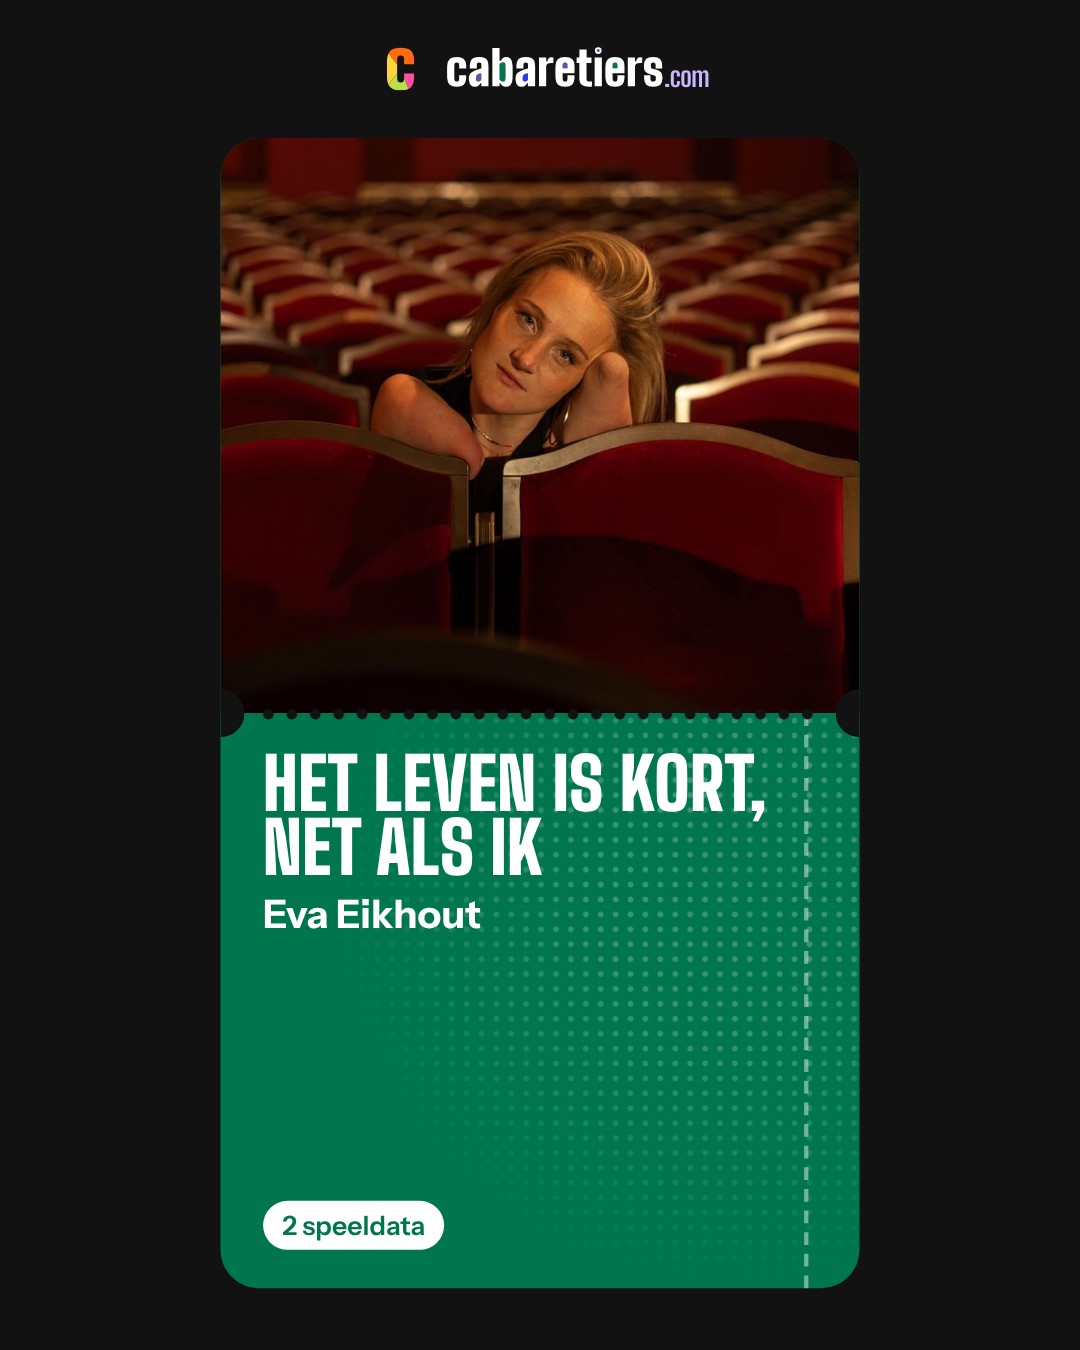 cabaretiers.com
HET LEVEN IS KORT,
NET ALS IK
Eva Eikhout
2 speeldata